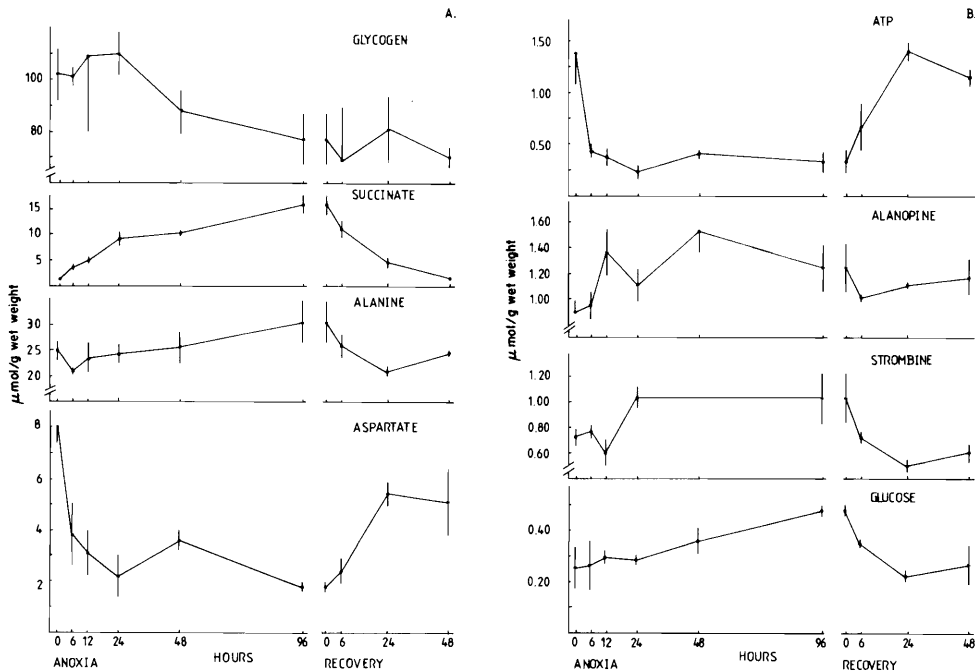 A.
GLYCOGEN
100
80
SUCCINATE
15
10
5
ALANINE
30
25
20
ASPARTATE
8
6
4
2
µmol/g wet weight
0 6 12 24 48 96 0 6 24 48
ANOXIA HOURS RECOVERY
B.
ATP
1.50
1.00
0.50
ALANOPINE
1.60
1.40
1.20
1.00
STROMBINE
1.20
1.00
0.80
0.60
GLUCOSE
0.40
0.20
µmol/g wet weight
0 6 12 24 48 96 0 6 24 48
ANOXIA HOURS RECOVERY